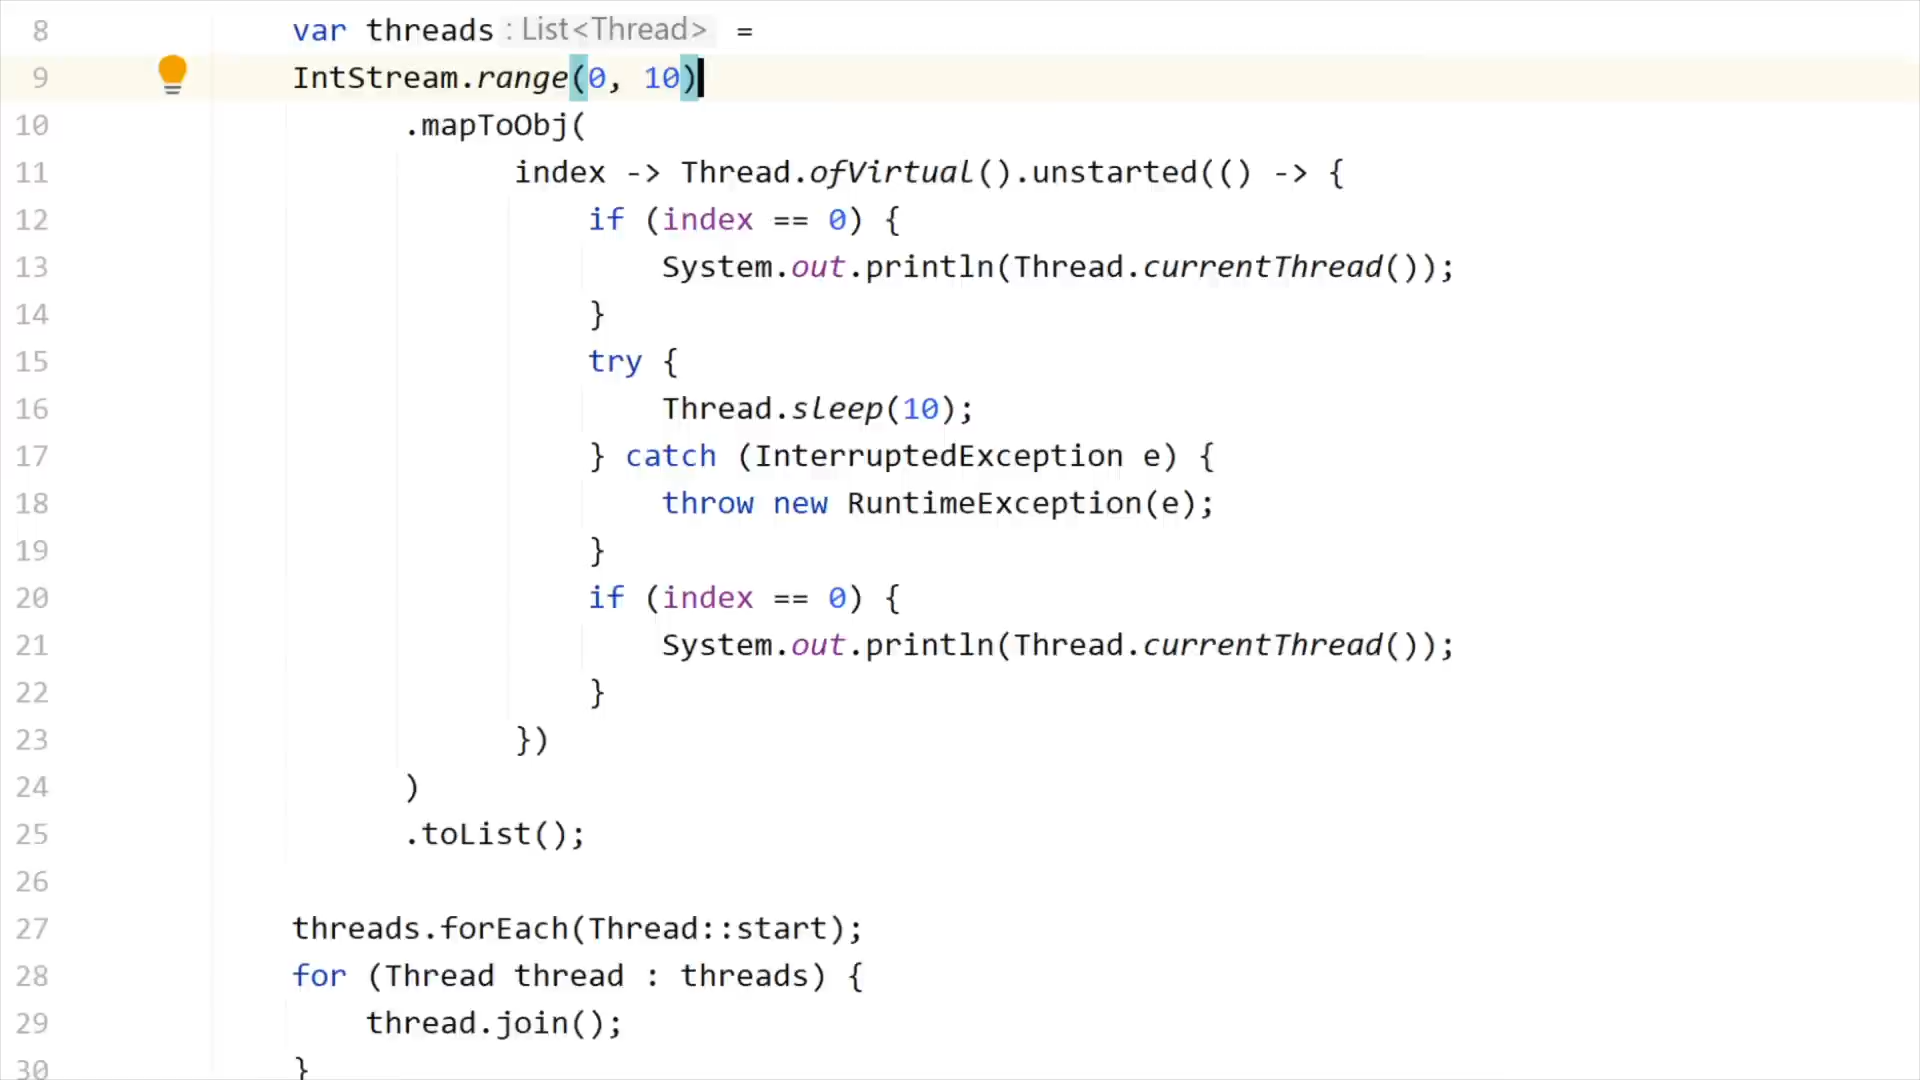 8 var threads : List<Thread> =
9 IntStream.range(0, 10)
10 .mapToObj(
11 index -> Thread.ofVirtual().unstarted(() -> {
12 if (index == 0) {
13 System.out.println(Thread.currentThread());
14 }
15 try {
16 Thread.sleep(10);
17 } catch (InterruptedException e) {
18 throw new RuntimeException(e);
19 }
20 if (index == 0) {
21 System.out.println(Thread.currentThread());
22 }
23 })
24 )
25 .toList();
26
27 threads.forEach(Thread::start);
28 for (Thread thread : threads) {
29 thread.join();
30 }